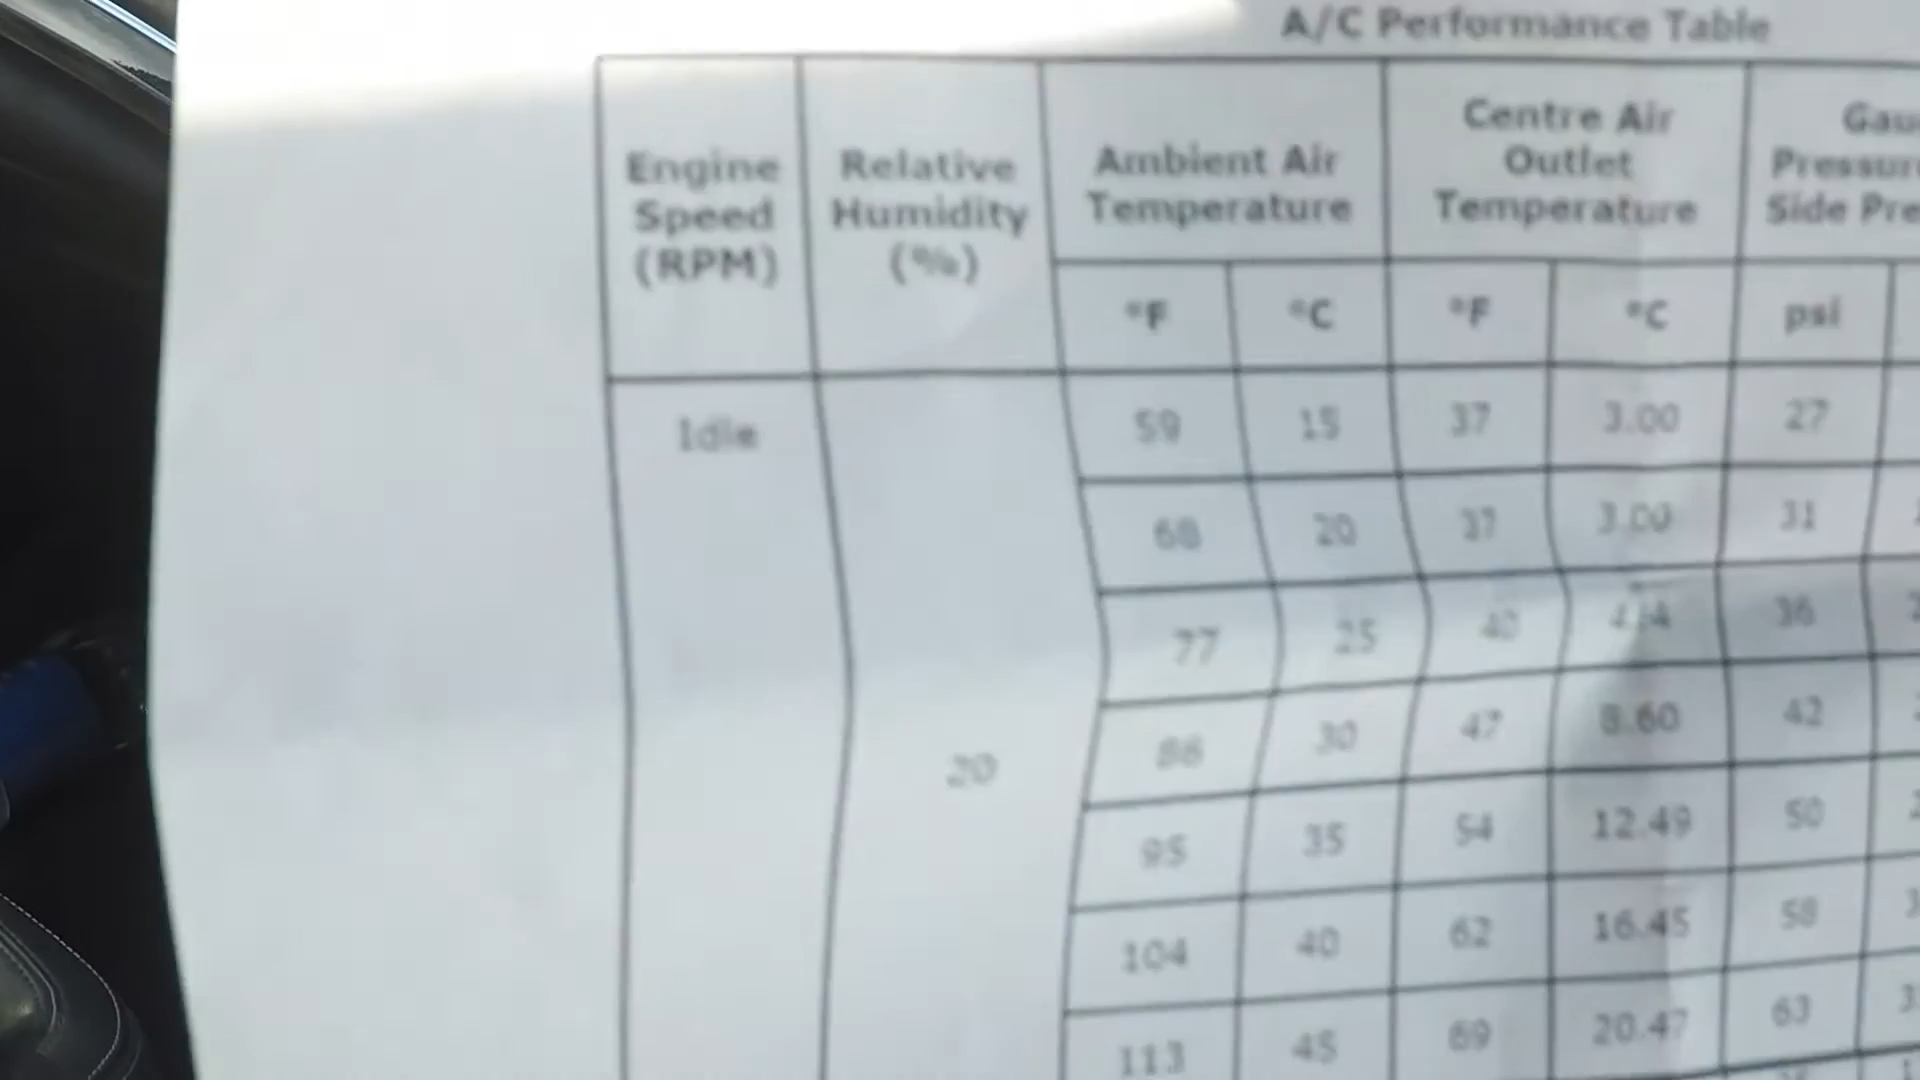 A/C Performance Table
Engine Speed (RPM) Relative Humidity (%) Ambient Air Temperature Centre Air Outlet Temperature
°F °C °F °C psi
Idle 59 15 37 3.00 27
68 20 37 3.00 31
77 25 40 36
86 30 47 8.60 42
20
95 35 54 12.49 50
104 40 62 16.45 58
113 45 69 20.47 63